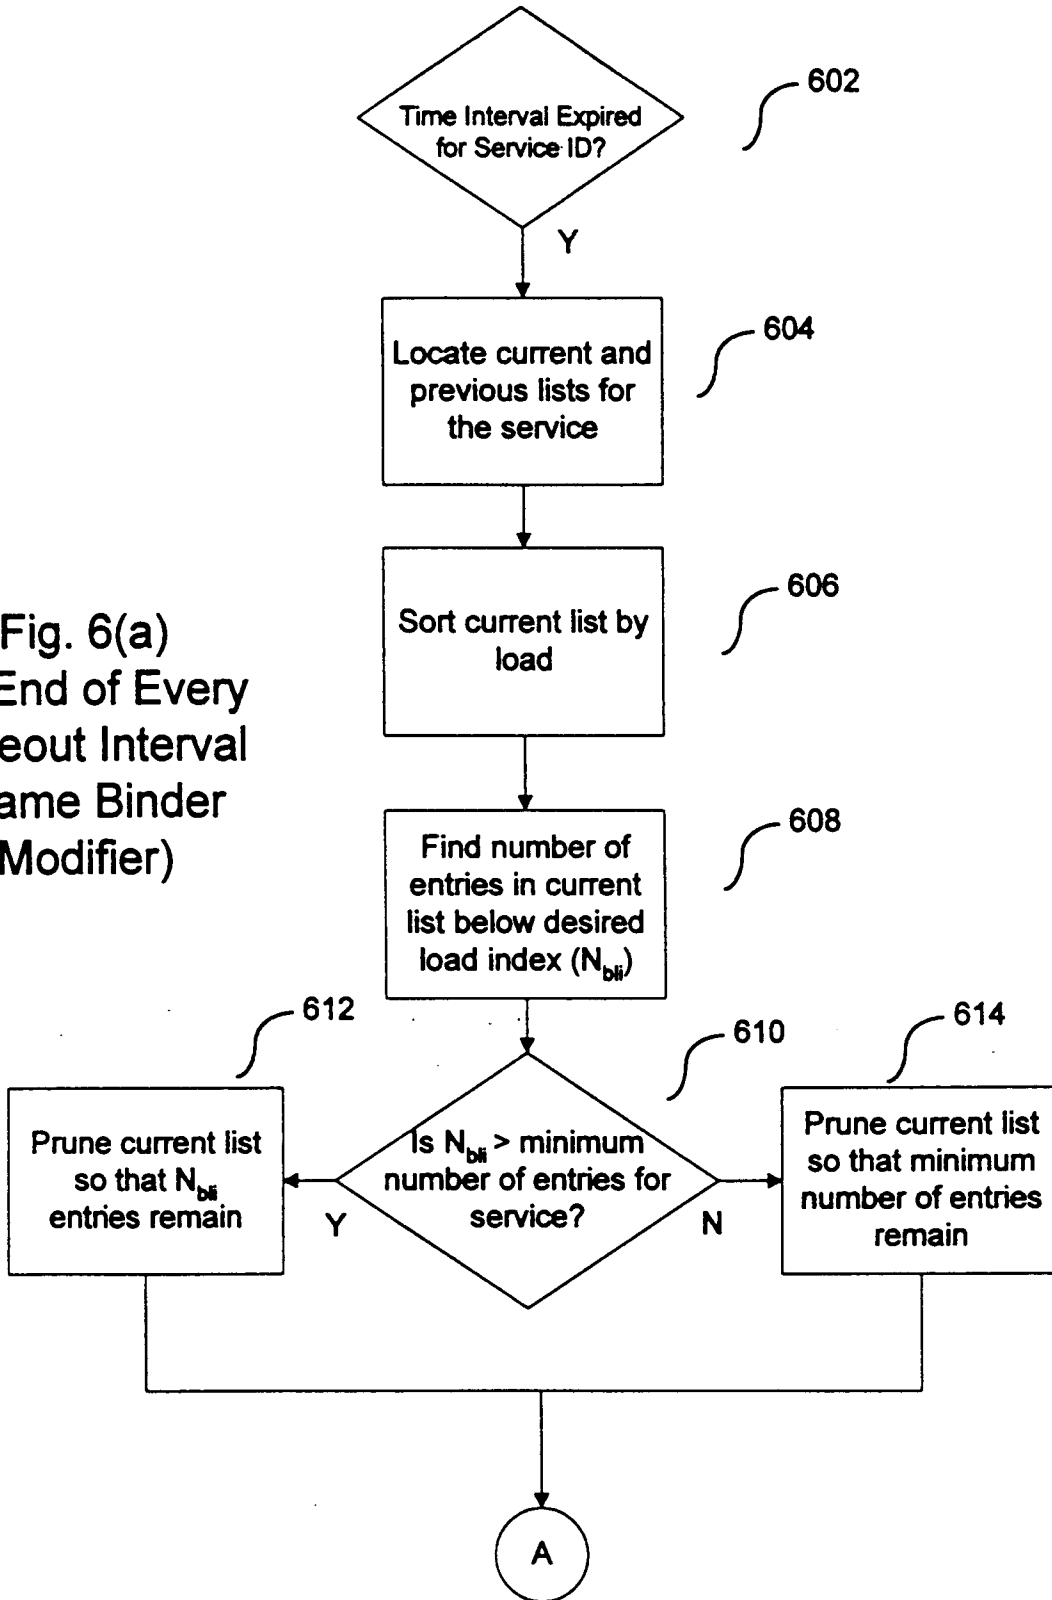 602
Time Interval Expired
for Service ID?
Y
604
Locate current and
previous lists for
the service
606
Sort current list by
load
Fig. 6(a)
End of Every
eout Interval
ame Binder
Modifier)
608
Find number of
entries in current
list below desired
load index (N_bli)
612
610
614
Prune current list
so that N_bli
entries remain
Is N_bli > minimum
number of entries for
service?
Y
N
Prune current list
so that minimum
number of entries
remain
A